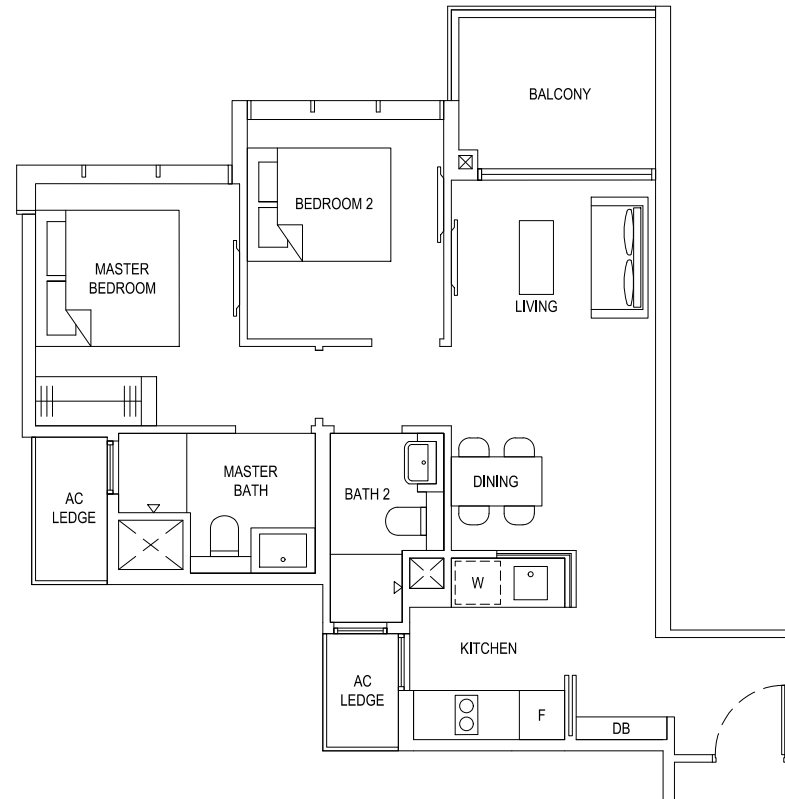 BALCONY
BEDROOM 2
MASTER
BEDROOM
LIVING
MASTER
BATH
BATH 2
DINING
AC
LEDGE
W
KITCHEN
AC
LEDGE
F
DB